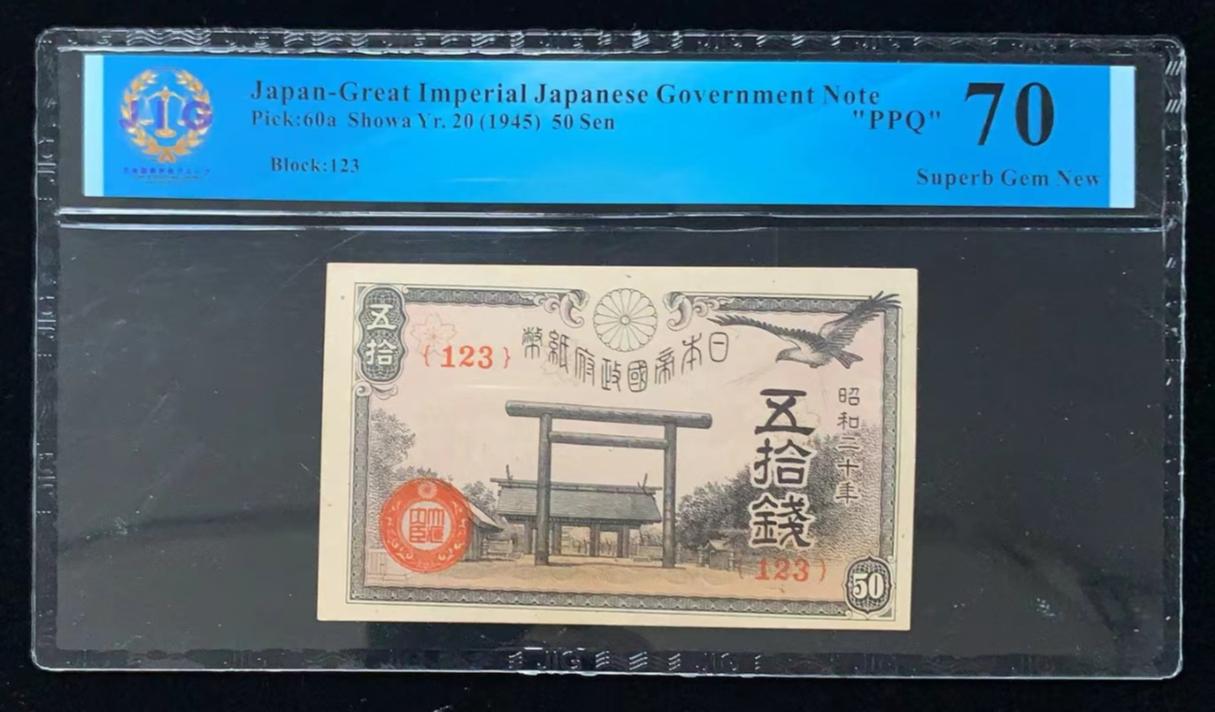 JIG
Japan-Great Imperial Japanese Government Note
Pick:60a Showa Yr. 20 (1945) 50 Sen
"PPQ"
70
Block:123
Superb Gem New
五拾
{123}
日本帝國政府紙幣
昭和二十年
五拾錢
{123}
50
JIG